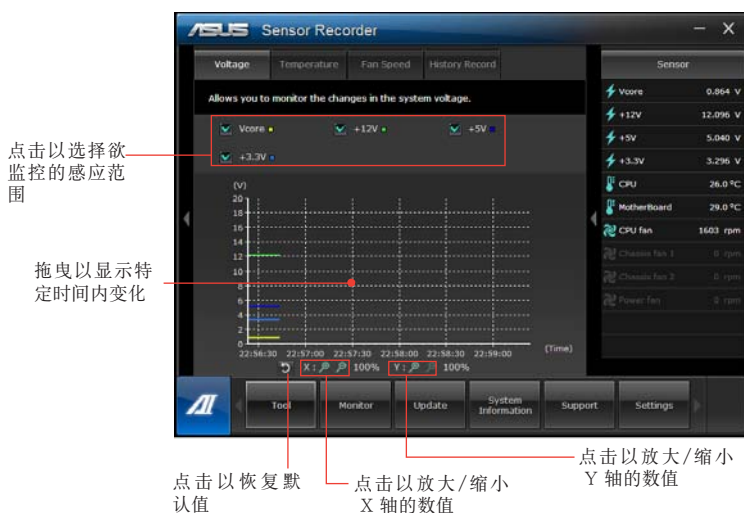 ASUS Sensor Recorder
Voltage Temperature Fan Speed History Record
Allows you to monitor the changes in the system voltage.
Vcore +12V +5V
+3.3V
(V)
20
18
16
14
12
10
8
6
4
2
0
22:56:30 22:57:00 22:57:30 22:58:00 22:58:30 22:59:00
(Time)
X : 100% Y : 100%
Sensor
Vcore 0.864 V
+12V 12.096 V
+5V 5.040 V
+3.3V 3.296 V
CPU 26.0 ºC
MotherBoard 29.0 ºC
CPU fan 1603 rpm
Chassis fan 1 0 rpm
Chassis fan 2 0 rpm
Power fan 0 rpm
Tool Monitor Update System Information Support Settings
点击以选择欲
监控的感应范
围
拖曳以显示特
定时间内变化
点击以恢复默
认值
点击以放大/缩小
X 轴的数值
点击以放大/缩小
Y 轴的数值